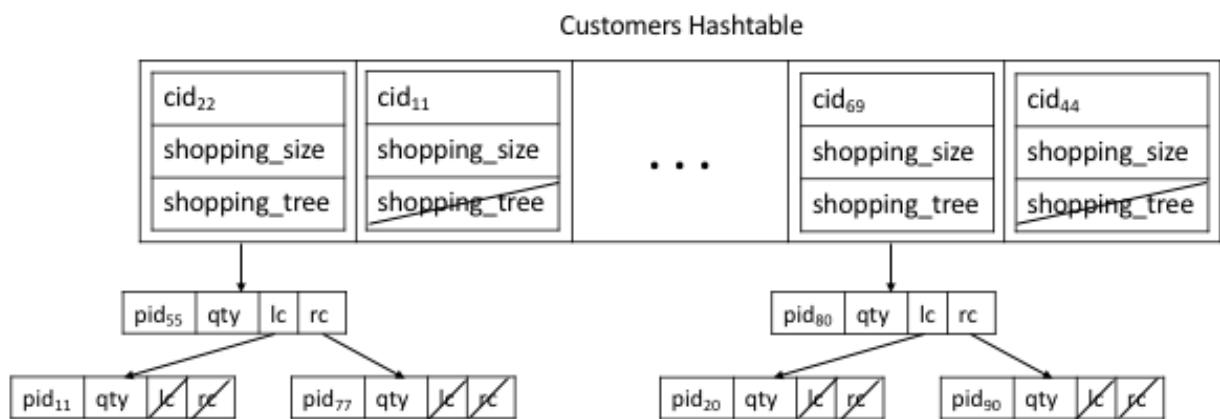 Customers Hashtable
cid₂₂ cid₁₁ . . . cid₆₉ cid₄₄
shopping_size shopping_size shopping_size shopping_size
shopping_tree shopping_tree shopping_tree shopping_tree
pid₅₅ qty lc rc pid₈₀ qty lc rc
pid₁₁ qty lc rc pid₇₇ qty lc rc pid₂₀ qty lc rc pid₉₀ qty lc rc